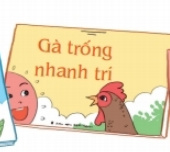 Gà trống
nhanh trí